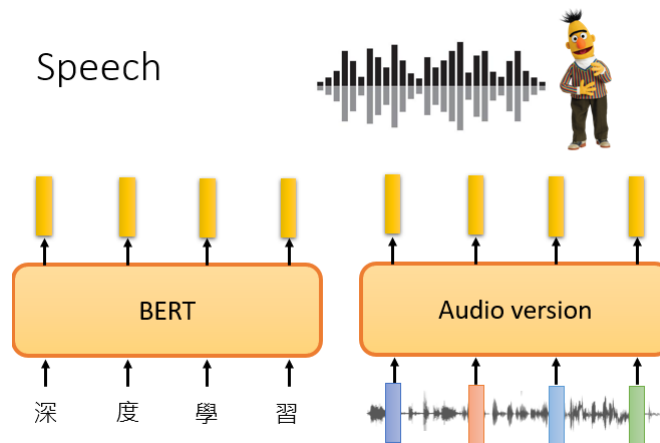 Speech
BERT
Audio version
深 度 學 習